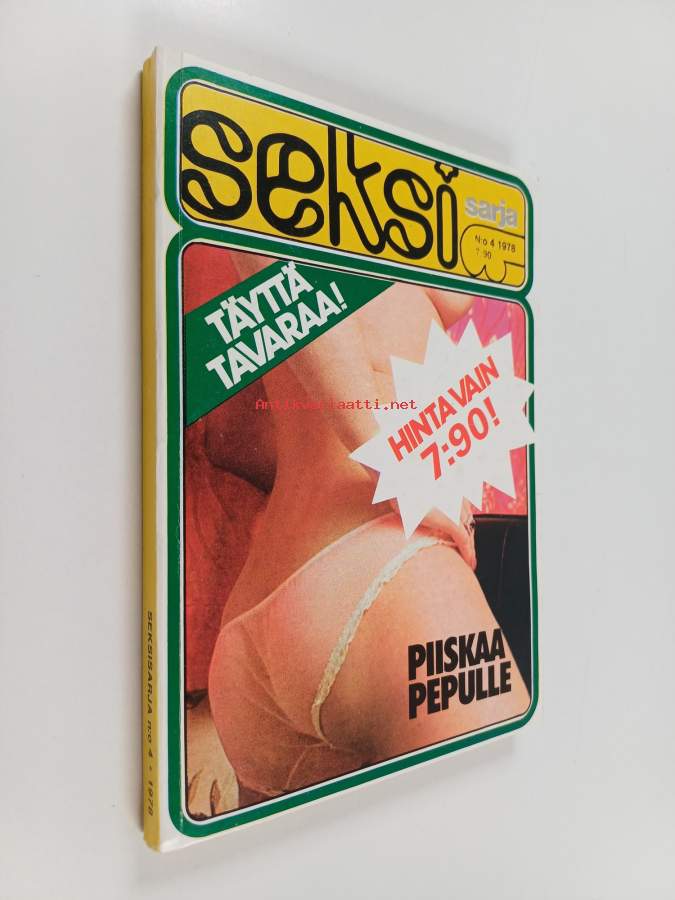 seksi
sarja
N:o 4 1978
7:90
TÄYTTÄ
TAVARAA!
Antikvariaatti.net
HINTA VAIN
7:90!
PIISKAA
PEPULLE
SEKSISARJA n:o 4 • 1978